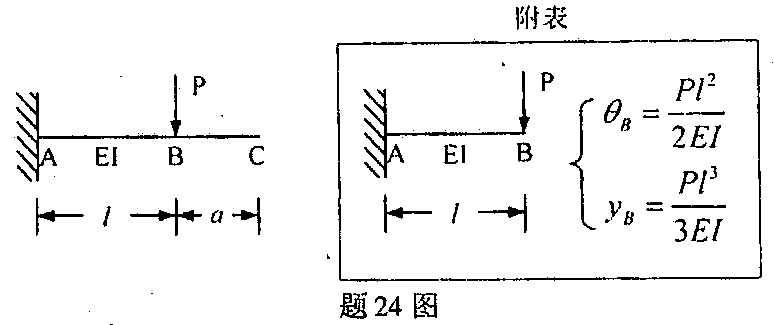 附表
P
A EI B C
l a
P
A EI B
l
θ_B = Pl²/2EI
y_B = Pl³/3EI
题24 图